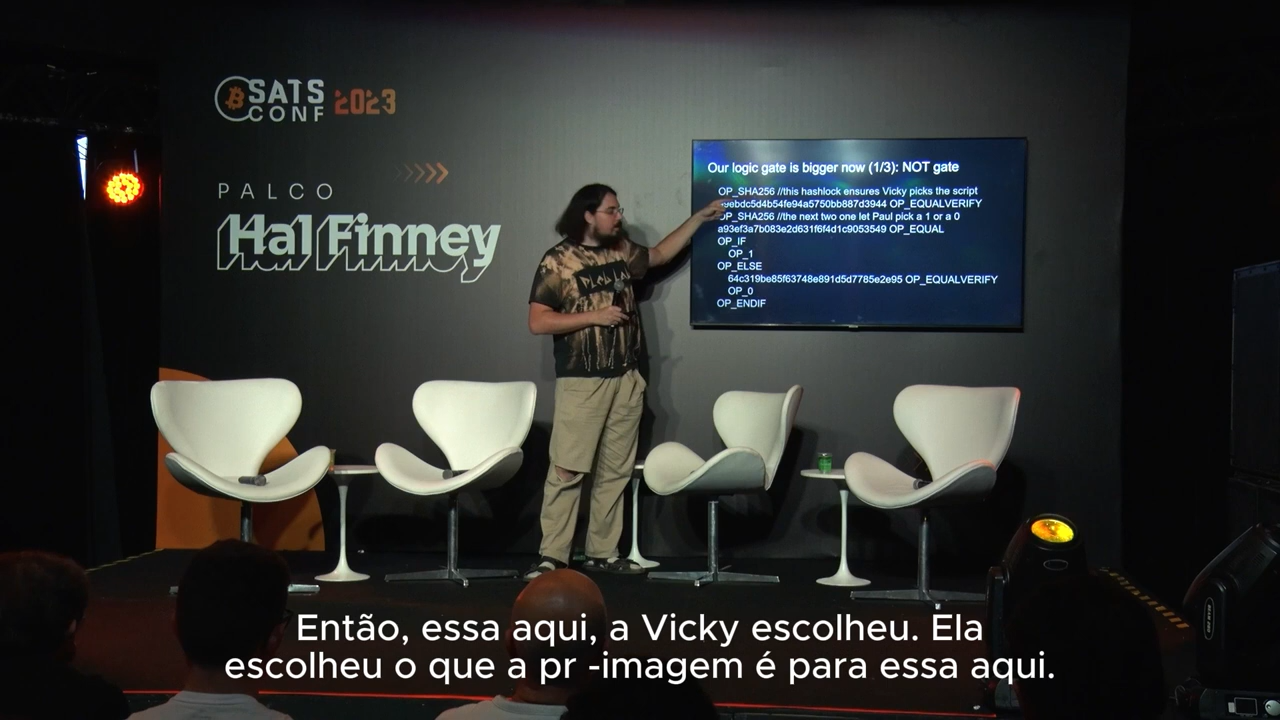 SATS
CONF 2023
PALCO
Hal Finney
Our logic gate is bigger now (1/3): NOT gate
OP_SHA256 //this hashlock ensures Vicky picks the script
OP_EQUALVERIFY
OP_SHA256 //the next two one let Paul pick a 1 or a 0
a93ef3a7b083e2d631f6f4d1c9053549 OP_EQUAL
OP_IF
OP_1
OP_ELSE
64c319be85f63748e891d5d7785e2e95 OP_EQUALVERIFY
OP_0
OP_ENDIF
Então, essa aqui, a Vicky escolheu. Ela
escolheu o que a pr -imagem é para essa aqui.